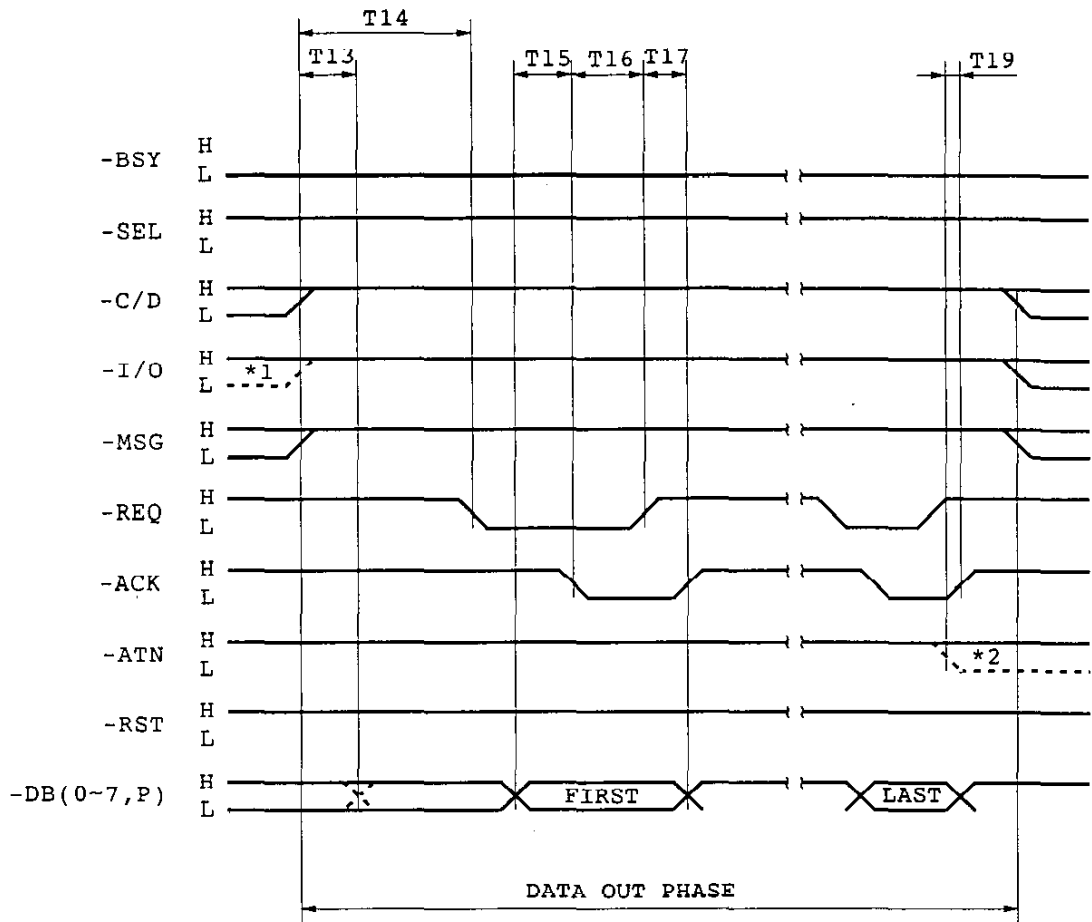 T14
T13 T15 T16 T17 T19
-BSY H
L
-SEL H
L
-C/D H
L
-I/O H
L *1
-MSG H
L
-REQ H
L
-ACK H
L
-ATN H
L *2
-RST H
L
-DB(0~7,P) H
L FIRST LAST
DATA OUT PHASE